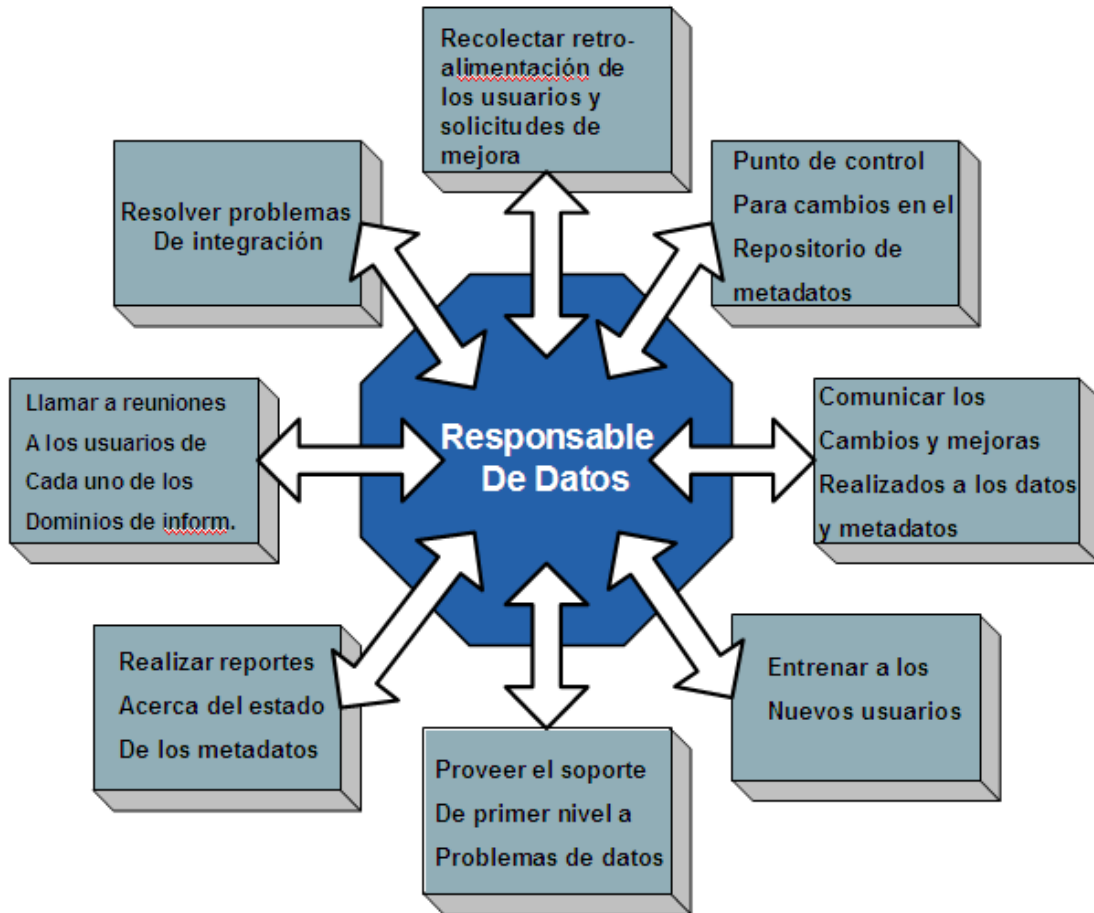 Recolectar retro-
alimentación de
los usuarios y
solicitudes de
mejora
Punto de control
Para cambios en el
Repositorio de
metadatos
Resolver problemas
De integración
Llamar a reuniones
A los usuarios de
Cada uno de los
Dominios de inform.
Responsable
De Datos
Comunicar los
Cambios y mejoras
Realizados a los datos
y metadatos
Realizar reportes
Acerca del estado
De los metadatos
Entrenar a los
Nuevos usuarios
Proveer el soporte
De primer nivel a
Problemas de datos